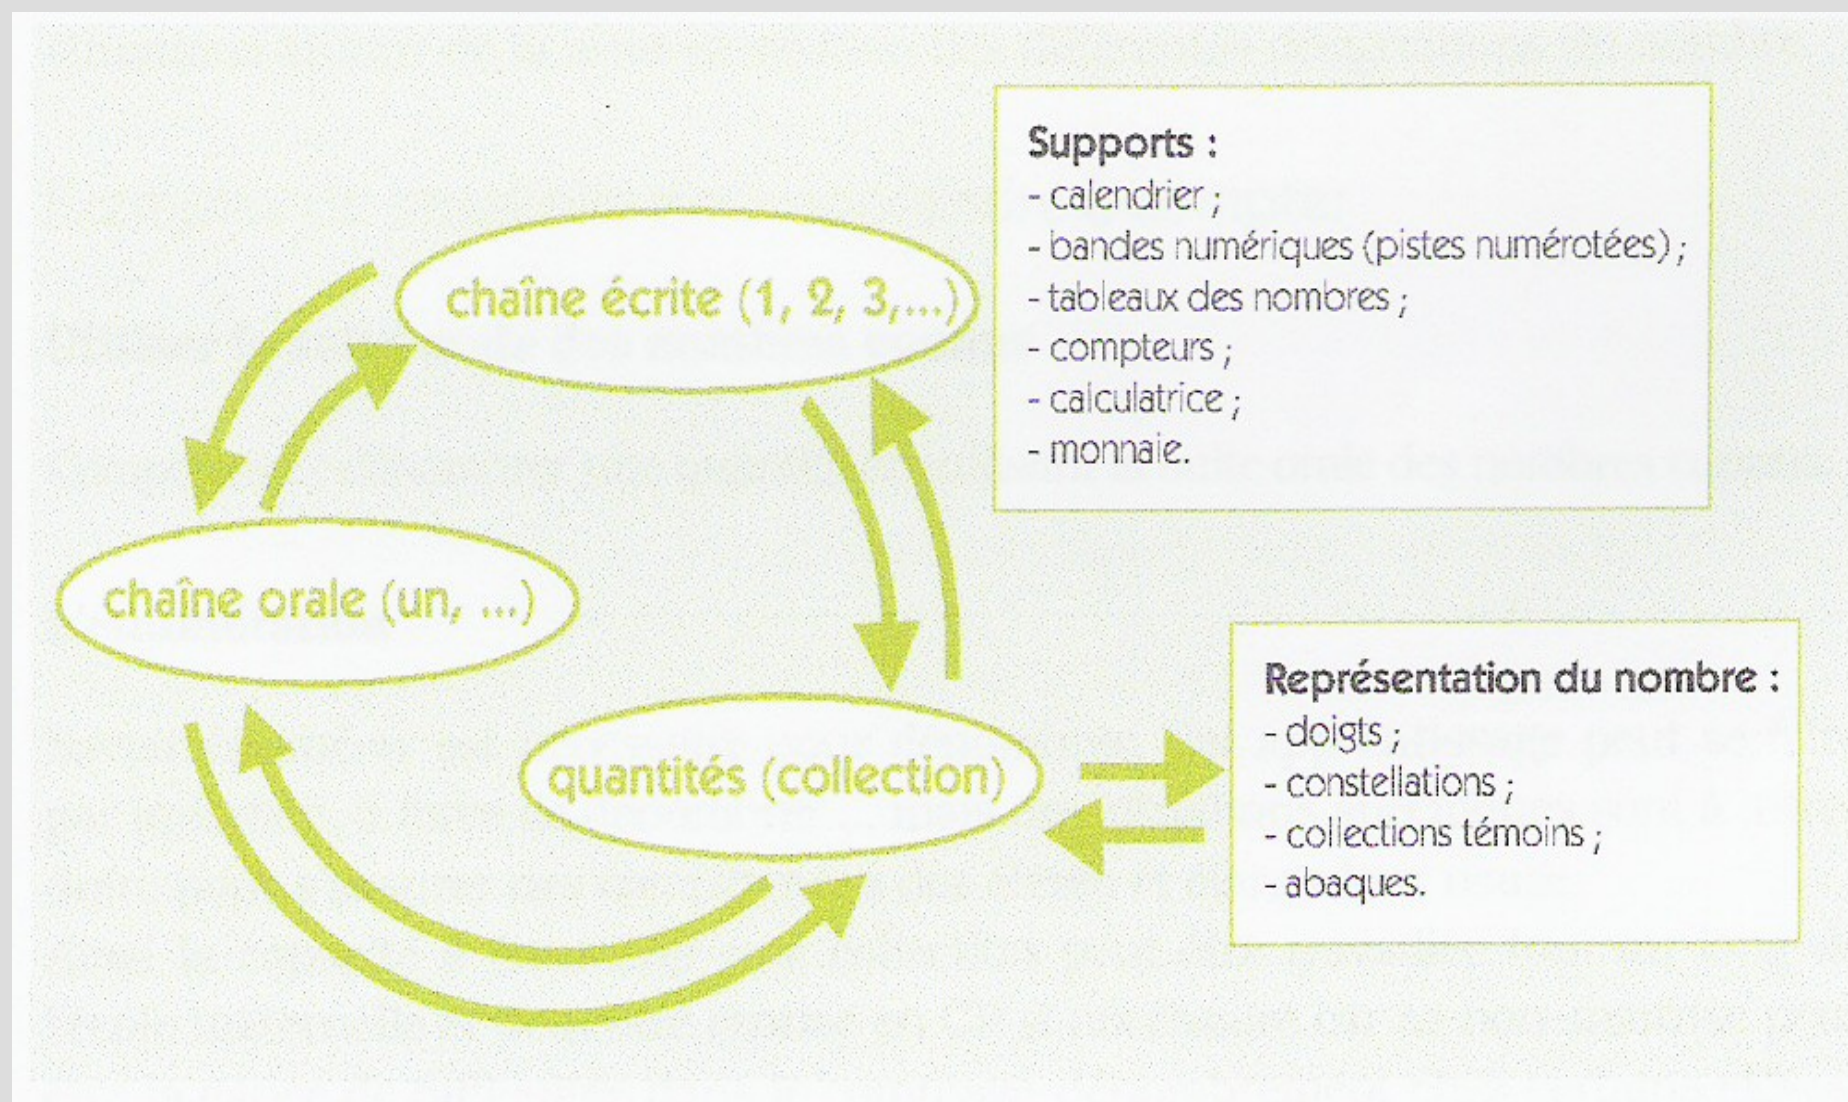 chaîne écrite (1, 2, 3,...)
Supports :
- calendrier ;
- bandes numériques (pistes numérotées) ;
- tableaux des nombres ;
- compteurs ;
- calculatrice ;
- monnaie.
chaîne orale (un, ...)
quantités (collection)
Représentation du nombre :
- doigts ;
- constellations ;
- collections témoins ;
- abaques.